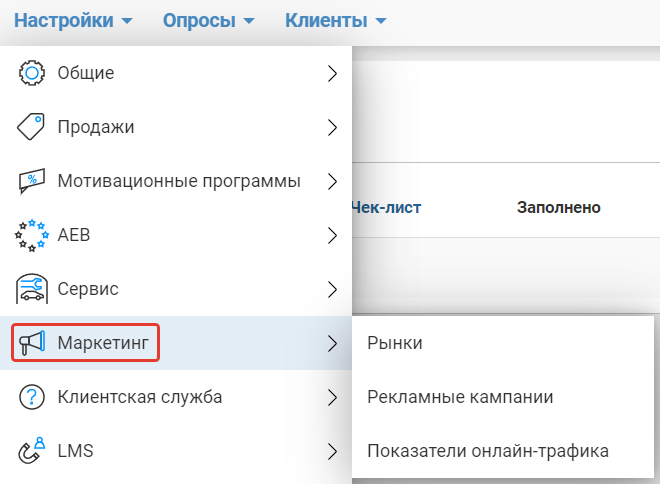 Настройки Опросы Клиенты
Общие
Продажи
%
Мотивационные программы
АЕВ
Чек-лист Заполнено
Сервис
Маркетинг
Рынки
?
Клиентская служба
Рекламные кампании
LMS
Показатели онлайн-трафика